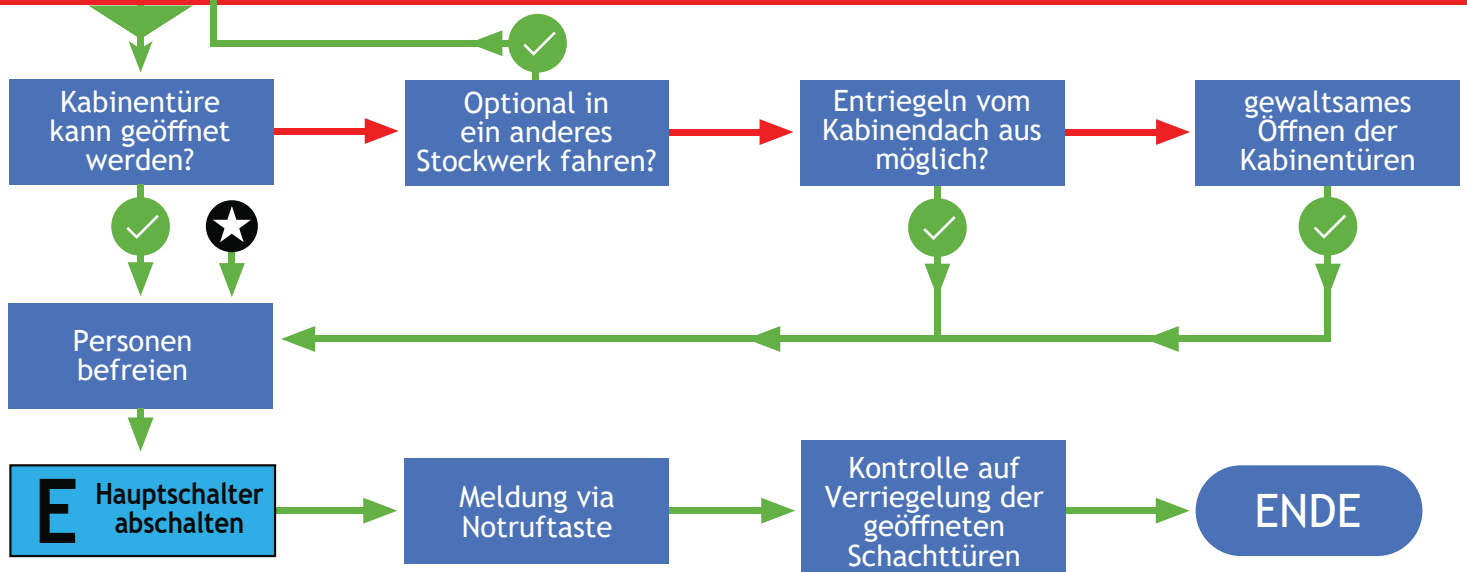 Kabinentüre
kann geöffnet
werden?
Optional in
ein anderes
Stockwerk fahren?
Entriegeln vom
Kabinendach aus
möglich?
gewaltsames
Öffnen der
Kabinentüren
Personen
befreien
E Hauptschalter
abschalten
Meldung via
Notruftaste
Kontrolle auf
Verriegelung der
geöffneten
Schachttüren
ENDE